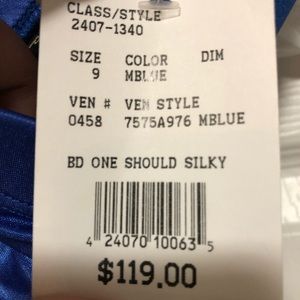 CLASS/STYLE
2407-1340
SIZE COLOR DIM
9 MBLUE
VEN # VEN STYLE
0458 7575A976 MBLUE
BD ONE SHOULD SILKY
4 24070 10063 5
$119.00